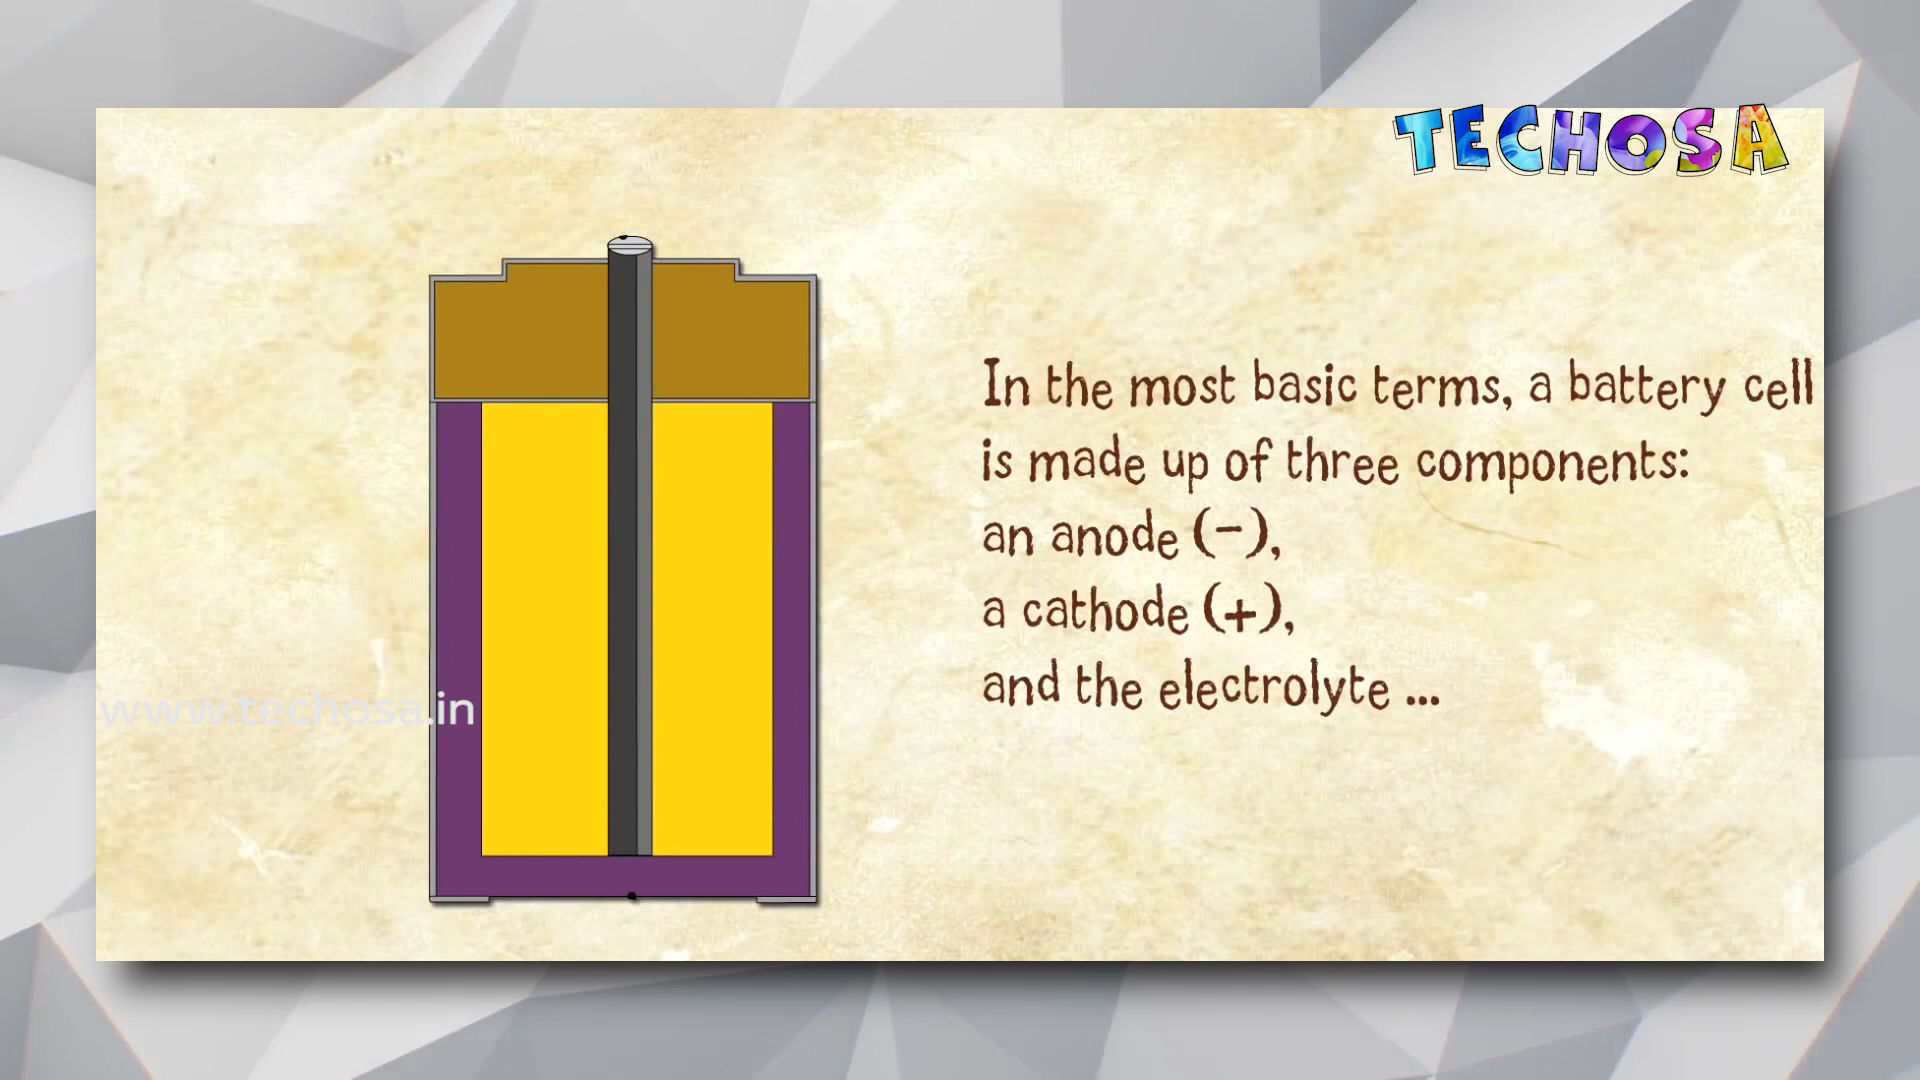 TECHOSA
In the most basic terms, a battery cell
is made up of three components:
an anode (-),
a cathode (+),
and the electrolyte ...
www.techosa.in